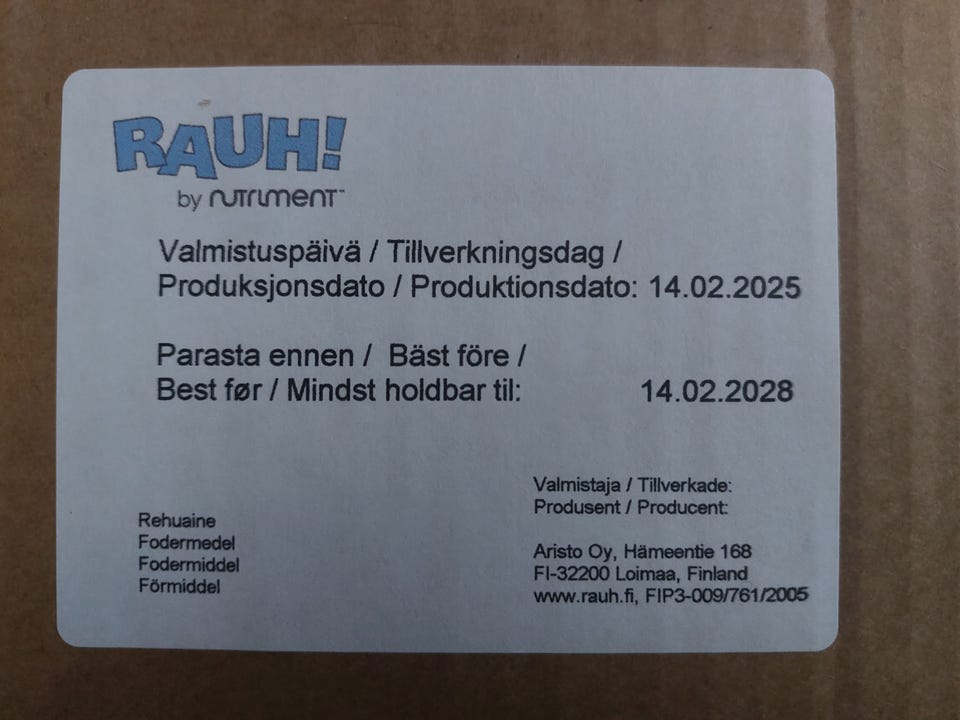 RAUH!
by nutriment™
Valmistuspäivä / Tillverkningsdag /
Produksjonsdato / Produktionsdato: 14.02.2025
Parasta ennen / Bäst före /
Best før / Mindst holdbar til: 14.02.2028
Rehuaine
Fodermedel
Fodermiddel
Förmiddel
Valmistaja / Tillverkade:
Produsent / Producent:
Aristo Oy, Hämeentie 168
FI-32200 Loimaa, Finland
www.rauh.fi, FIP3-009/761/2005